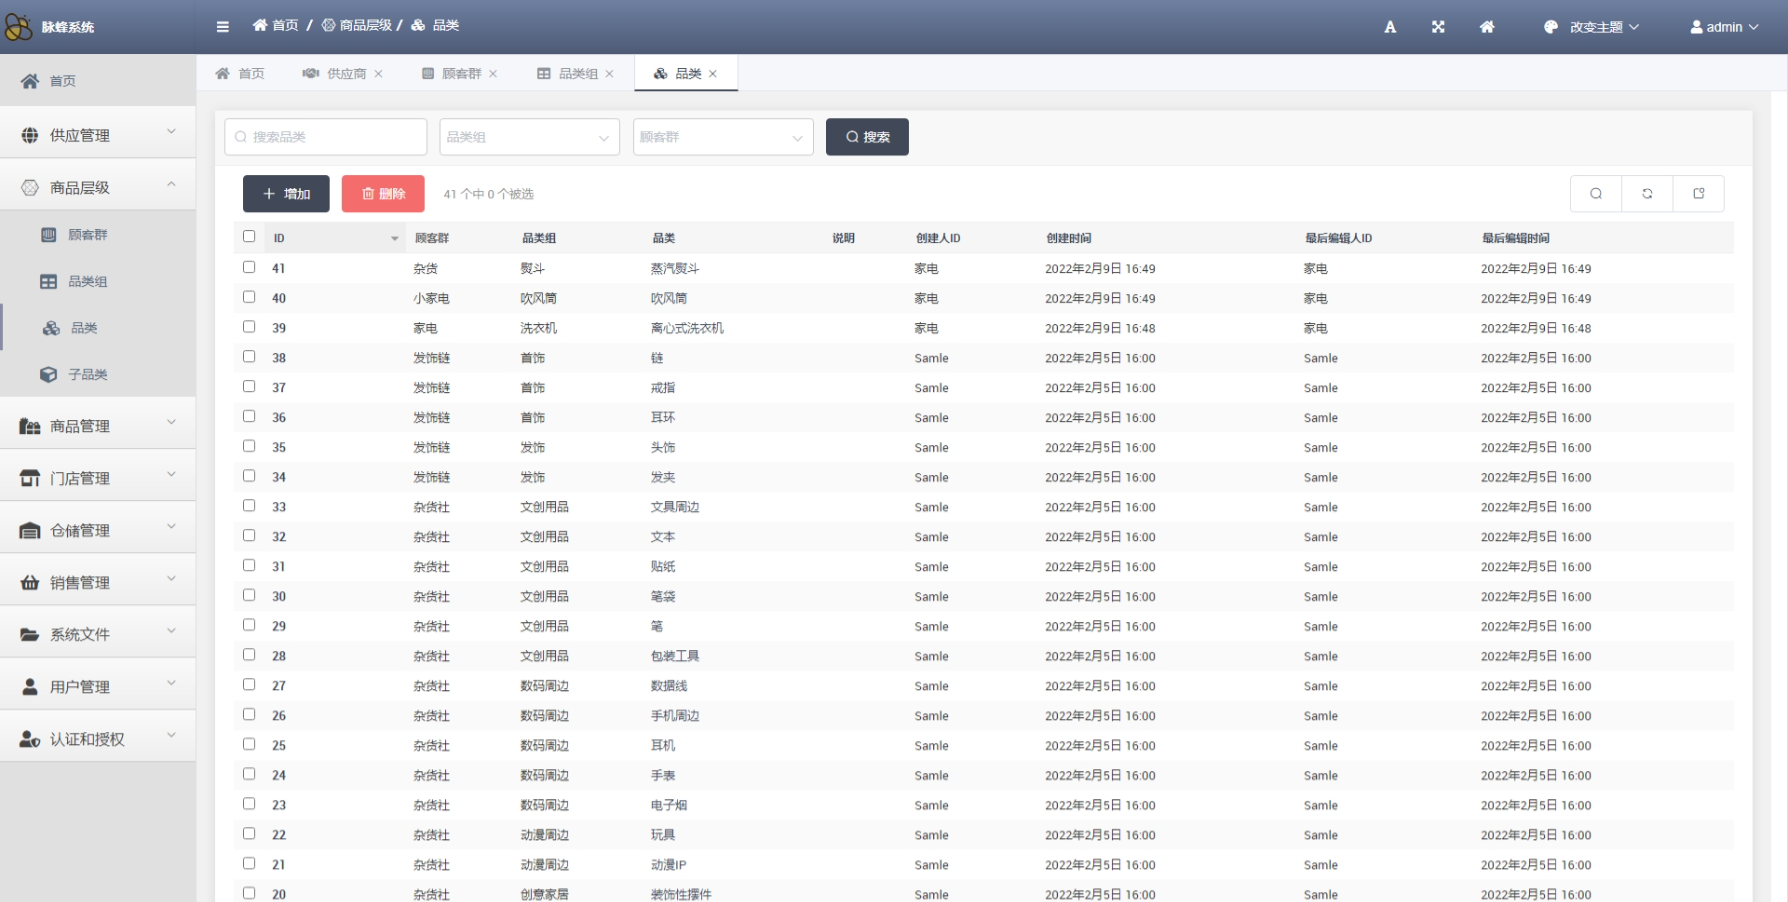 脉蜂系统
首页 / 商品层级 / 品类
A 改变主题 admin
首页
供应管理
商品层级
顾客群
品类组
品类
子品类
商品管理
门店管理
仓储管理
销售管理
系统文件
用户管理
认证和授权
首页 供应商 顾客群 品类组 品类
搜索品类 品类组 顾客群 搜索
增加 删除 41 个中 0 个被选
ID 顾客群 品类组 品类 说明 创建人ID 创建时间 最后编辑人ID 最后编辑时间
41 杂货 熨斗 蒸汽熨斗 家电 2022年2月9日 16:49 家电 2022年2月9日 16:49
40 小家电 吹风筒 吹风筒 家电 2022年2月9日 16:49 家电 2022年2月9日 16:49
39 家电 洗衣机 离心式洗衣机 家电 2022年2月9日 16:48 家电 2022年2月9日 16:48
38 发饰链 首饰 链 Samle 2022年2月5日 16:00 Samle 2022年2月5日 16:00
37 发饰链 首饰 戒指 Samle 2022年2月5日 16:00 Samle 2022年2月5日 16:00
36 发饰链 首饰 耳环 Samle 2022年2月5日 16:00 Samle 2022年2月5日 16:00
35 发饰链 发饰 头饰 Samle 2022年2月5日 16:00 Samle 2022年2月5日 16:00
34 发饰链 发饰 发夹 Samle 2022年2月5日 16:00 Samle 2022年2月5日 16:00
33 杂货社 文创用品 文具周边 Samle 2022年2月5日 16:00 Samle 2022年2月5日 16:00
32 杂货社 文创用品 文本 Samle 2022年2月5日 16:00 Samle 2022年2月5日 16:00
31 杂货社 文创用品 贴纸 Samle 2022年2月5日 16:00 Samle 2022年2月5日 16:00
30 杂货社 文创用品 笔袋 Samle 2022年2月5日 16:00 Samle 2022年2月5日 16:00
29 杂货社 文创用品 笔 Samle 2022年2月5日 16:00 Samle 2022年2月5日 16:00
28 杂货社 文创用品 包装工具 Samle 2022年2月5日 16:00 Samle 2022年2月5日 16:00
27 杂货社 数码周边 数据线 Samle 2022年2月5日 16:00 Samle 2022年2月5日 16:00
26 杂货社 数码周边 手机周边 Samle 2022年2月5日 16:00 Samle 2022年2月5日 16:00
25 杂货社 数码周边 耳机 Samle 2022年2月5日 16:00 Samle 2022年2月5日 16:00
24 杂货社 数码周边 手表 Samle 2022年2月5日 16:00 Samle 2022年2月5日 16:00
23 杂货社 数码周边 电子烟 Samle 2022年2月5日 16:00 Samle 2022年2月5日 16:00
22 杂货社 动漫周边 玩具 Samle 2022年2月5日 16:00 Samle 2022年2月5日 16:00
21 杂货社 动漫周边 动漫IP Samle 2022年2月5日 16:00 Samle 2022年2月5日 16:00
20 杂货社 创意家居 装饰性摆件 Samle 2022年2月5日 16:00 Samle 2022年2月5日 16:00